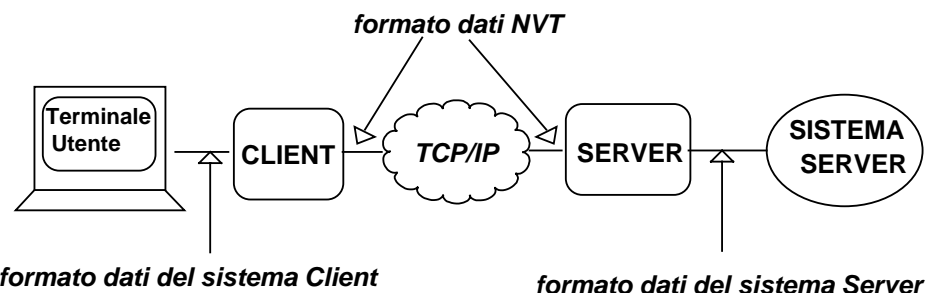 formato dati NVT
Terminale
Utente
CLIENT
TCP/IP
SERVER
SISTEMA
SERVER
formato dati del sistema Client
formato dati del sistema Server